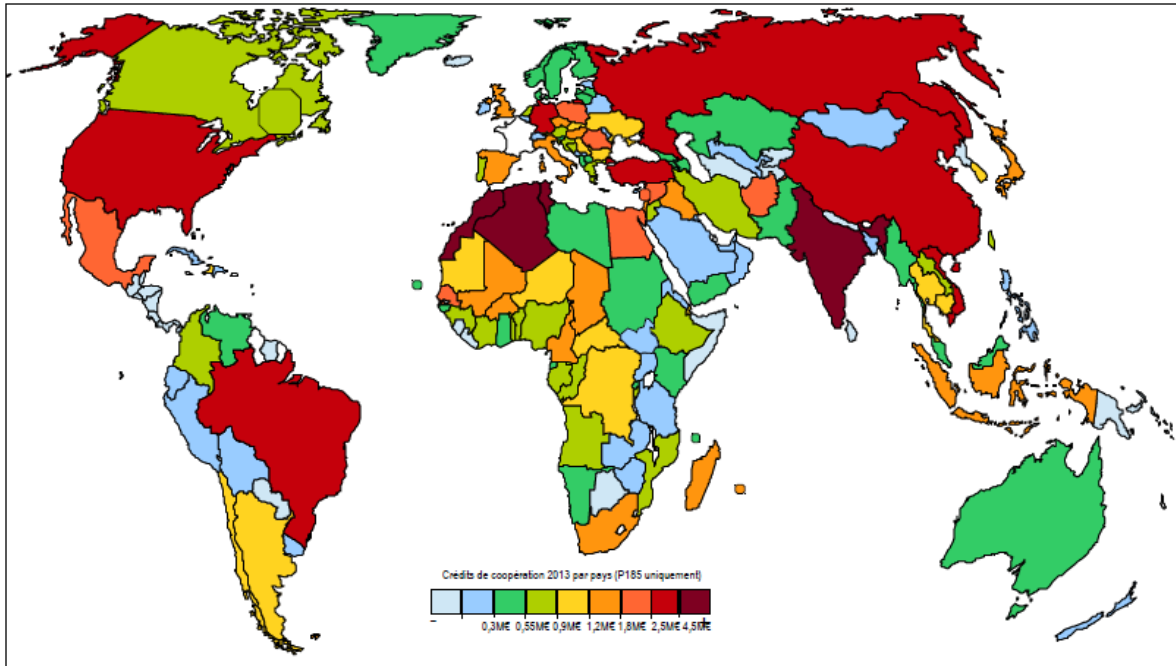 Crédits de coopération 2013 par pays (P185 uniquement)
− 0,3M€ 0,55M€ 0,9M€ 1,2M€ 1,8M€ 2,5M€ 4,5M€ +